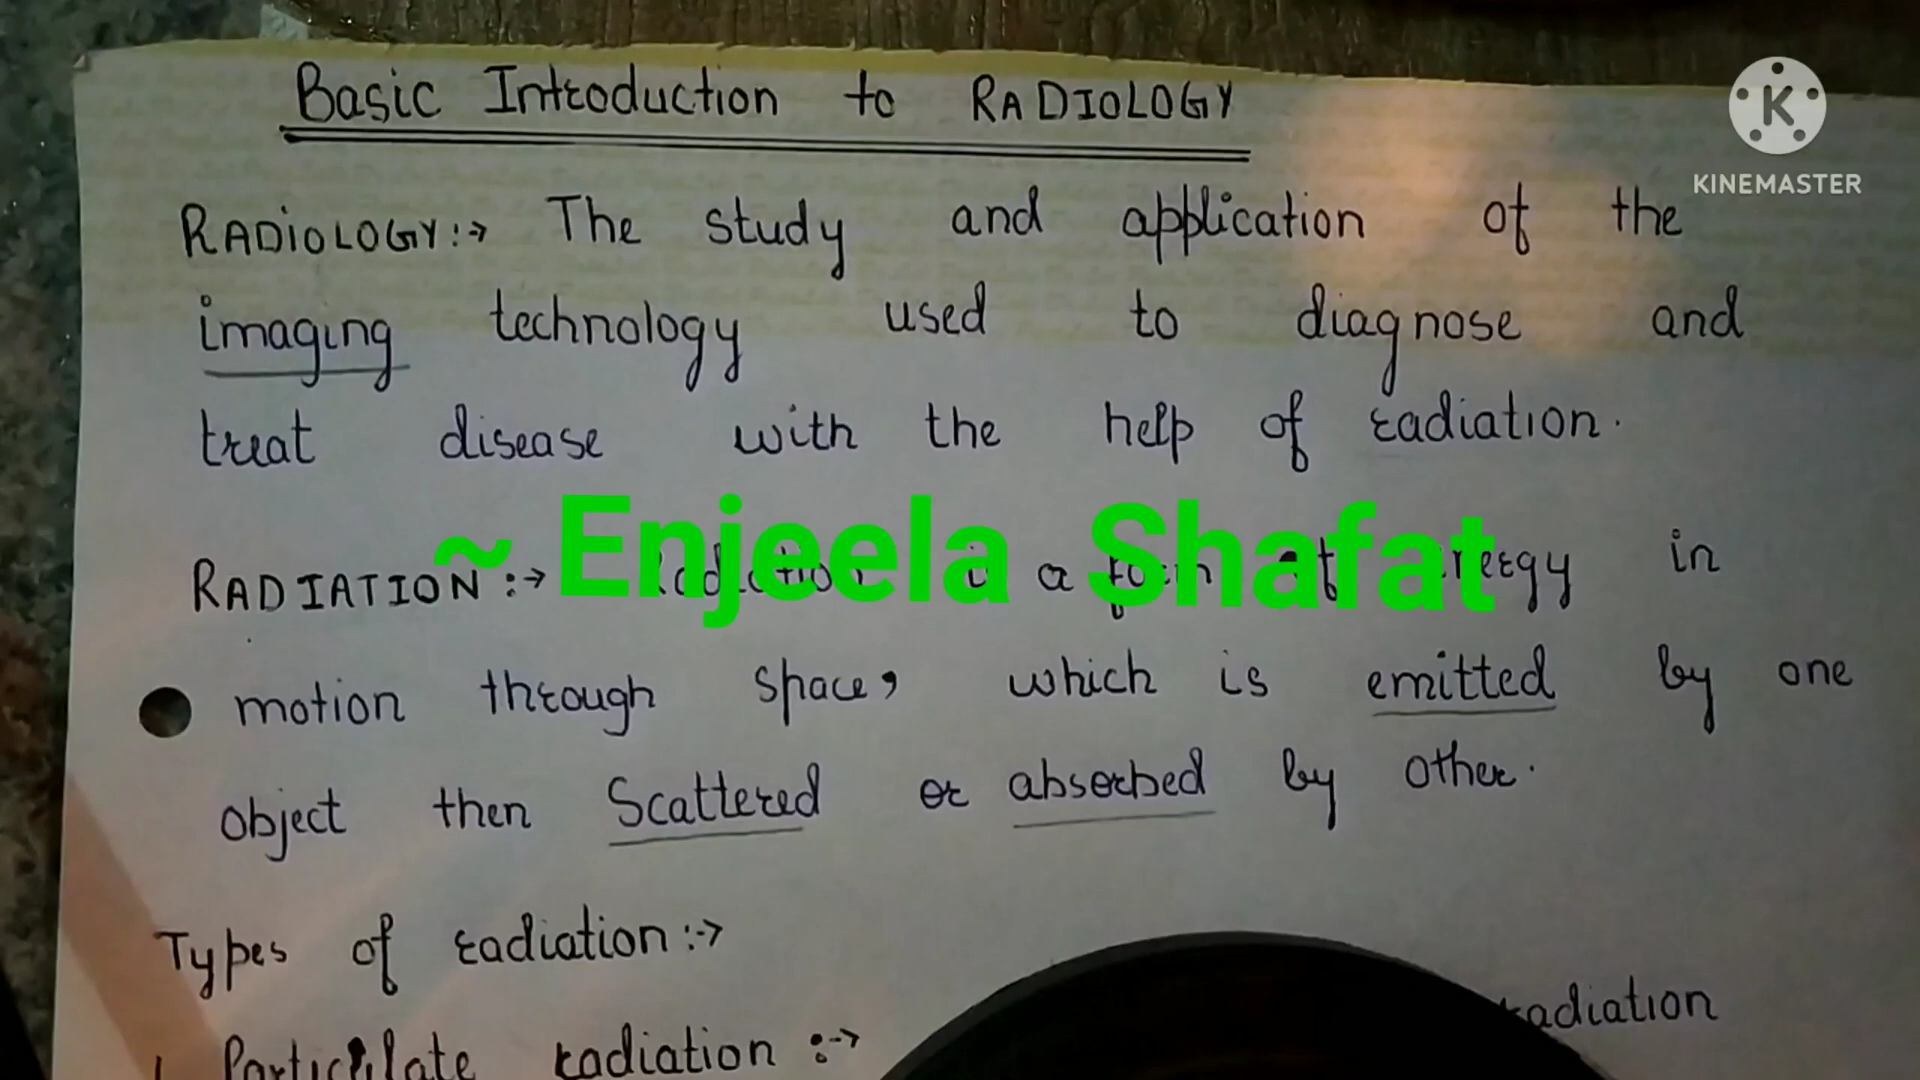 Basic Introduction to RADIOLOGY
K
KINEMASTER
RADIOLOGY:→ The study and application of the
imaging technology used to diagnose and
treat disease with the help of radiation.
~ Enjeela Shafat
RADIATION:→ a in
motion through space, which is emitted by one
object then Scattered or absorbed by other.
Types of radiation:→
1 Particulate radiation :→ radiation